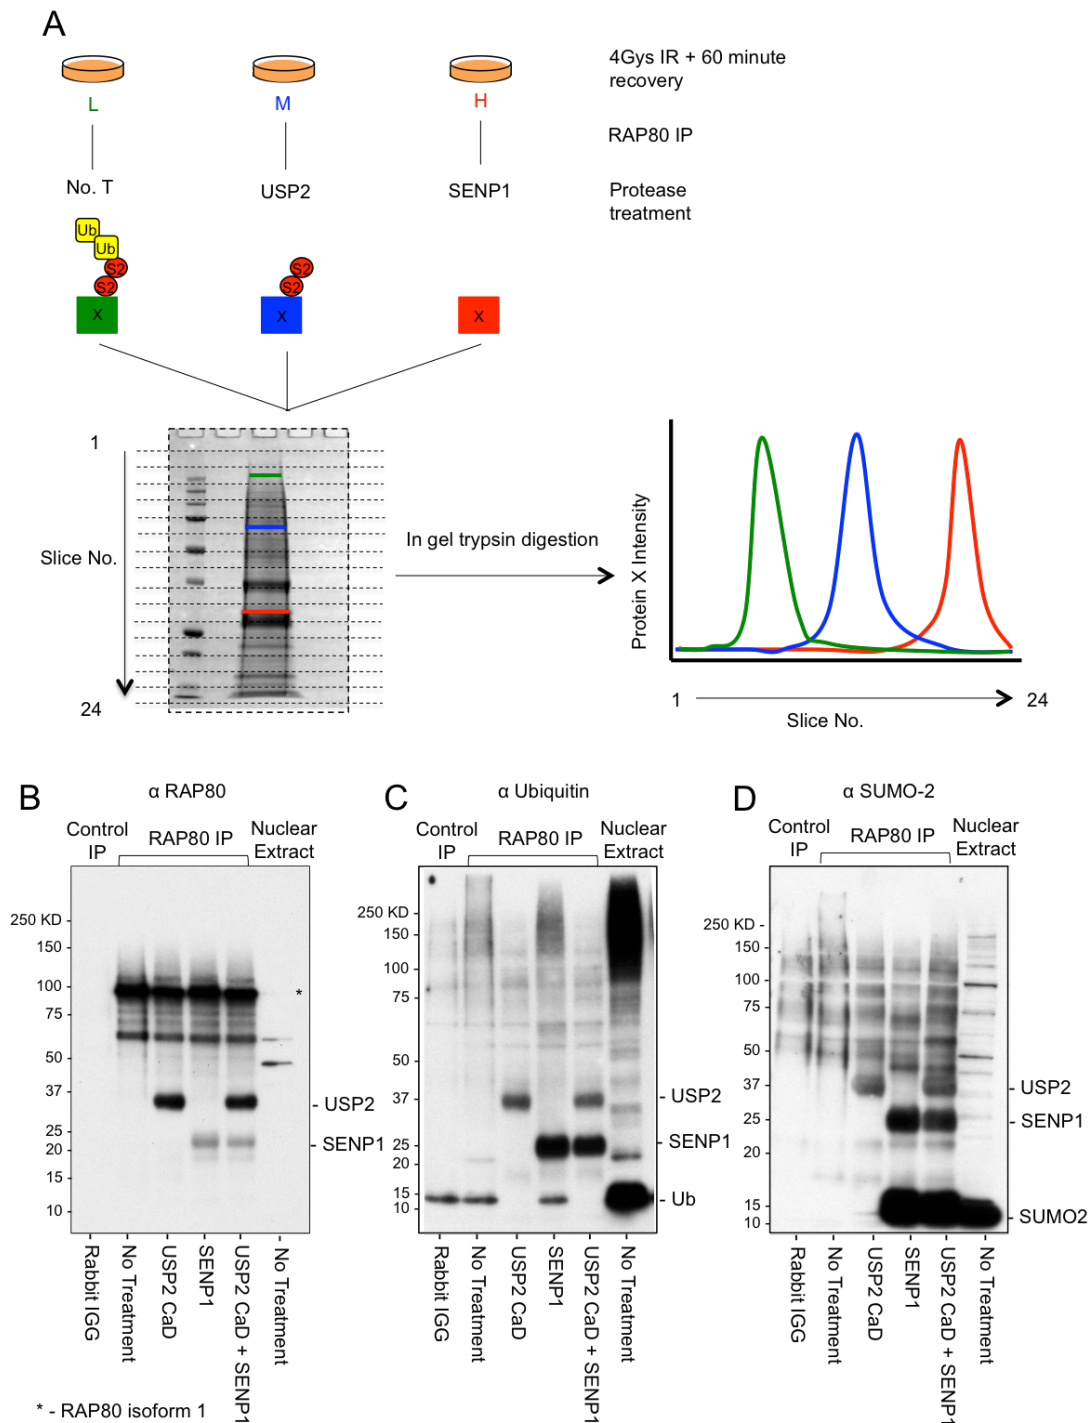 A
4Gys IR + 60 minute
recovery
L
M
H
RAP80 IP
No. T
USP2
SENP1
Protease
treatment
Ub
Ub
S2
S2
S2
S2
X
X
X
1
Slice No.
24
In gel trypsin digestion
Protein X Intensity
1
24
Slice No.
B
α RAP80
Control
IP
RAP80 IP
Nuclear
Extract
250 KD
150
100
75
50
37
25
20
15
10
*
- USP2
- SENP1
Rabbit IGG
No Treatment
USP2 CaD
SENP1
USP2 CaD + SENP1
No Treatment
* - RAP80 isoform 1
C
α Ubiquitin
Control
IP
RAP80 IP
Nuclear
Extract
250 KD
150
100
75
50
37
25
20
15
10
- USP2
SENP1
- Ub
Rabbit IGG
No Treatment
USP2 CaD
SENP1
USP2 CaD + SENP1
No Treatment
D
α SUMO-2
Control
IP
RAP80 IP
Nuclear
Extract
250 KD -
150
100
75
50
37
25
20
15
10
- USP2
- SENP1
- SUMO2
Rabbit IGG
No Treatment
USP2 CaD
SENP1
USP2 CaD + SENP1
No Treatment